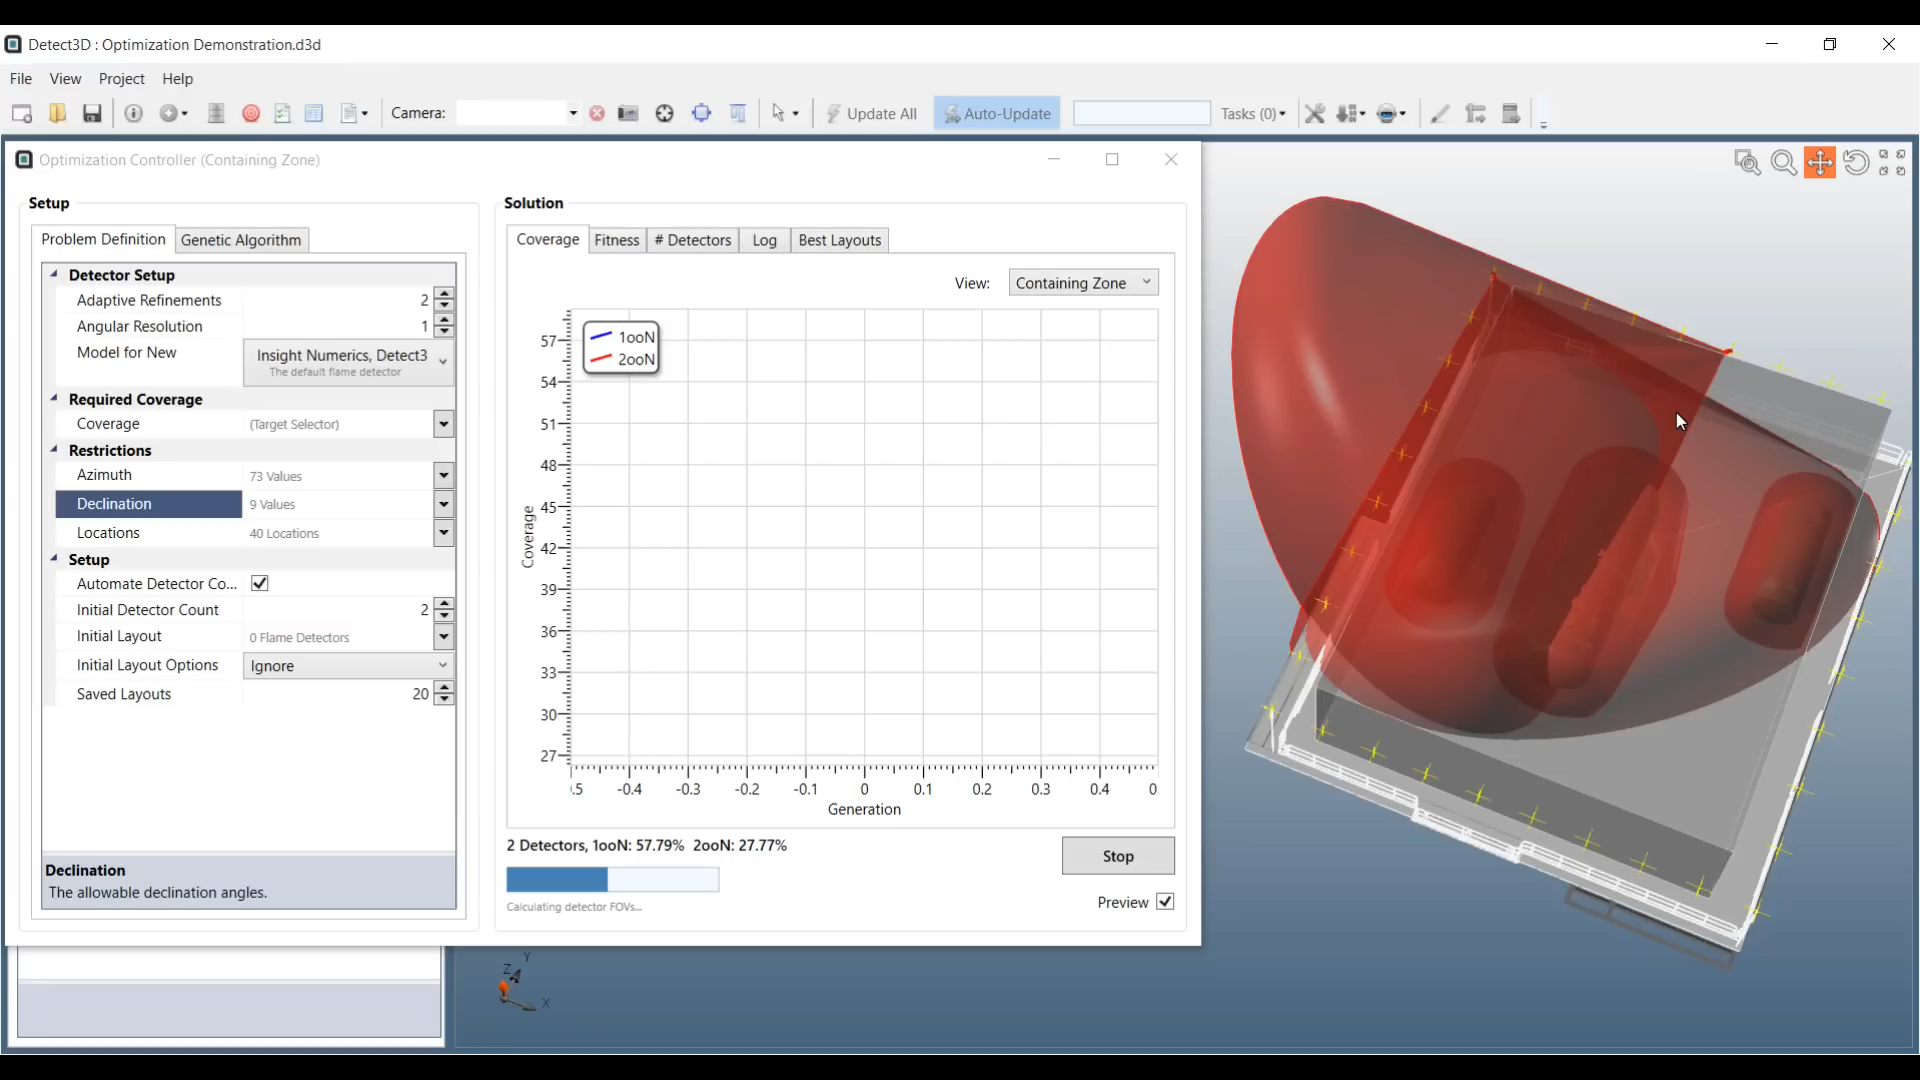 Detect3D : Optimization Demonstration.d3d
File View Project Help
Camera: Update All Auto-Update Tasks (0)
Optimization Controller (Containing Zone)
Setup
Problem Definition Genetic Algorithm
Detector Setup
Adaptive Refinements 2
Angular Resolution 1
Model for New Insight Numerics, Detect3
The default flame detector
Required Coverage
Coverage (Target Selector)
Restrictions
Azimuth 73 Values
Declination 9 Values
Locations 40 Locations
Setup
Automate Detector Co...
Initial Detector Count 2
Initial Layout 0 Flame Detectors
Initial Layout Options Ignore
Saved Layouts 20
Declination
The allowable declination angles.
Solution
Coverage Fitness # Detectors Log Best Layouts
View: Containing Zone
1ooN
2ooN
57
54
51
48
45
42
39
36
33
30
27
Coverage
.5 -0.4 -0.3 -0.2 -0.1 0 0.1 0.2 0.3 0.4 0
Generation
2 Detectors, 1ooN: 57.79% 2ooN: 27.77%
Stop
Calculating detector FOVs...
Preview
Y
Z
X